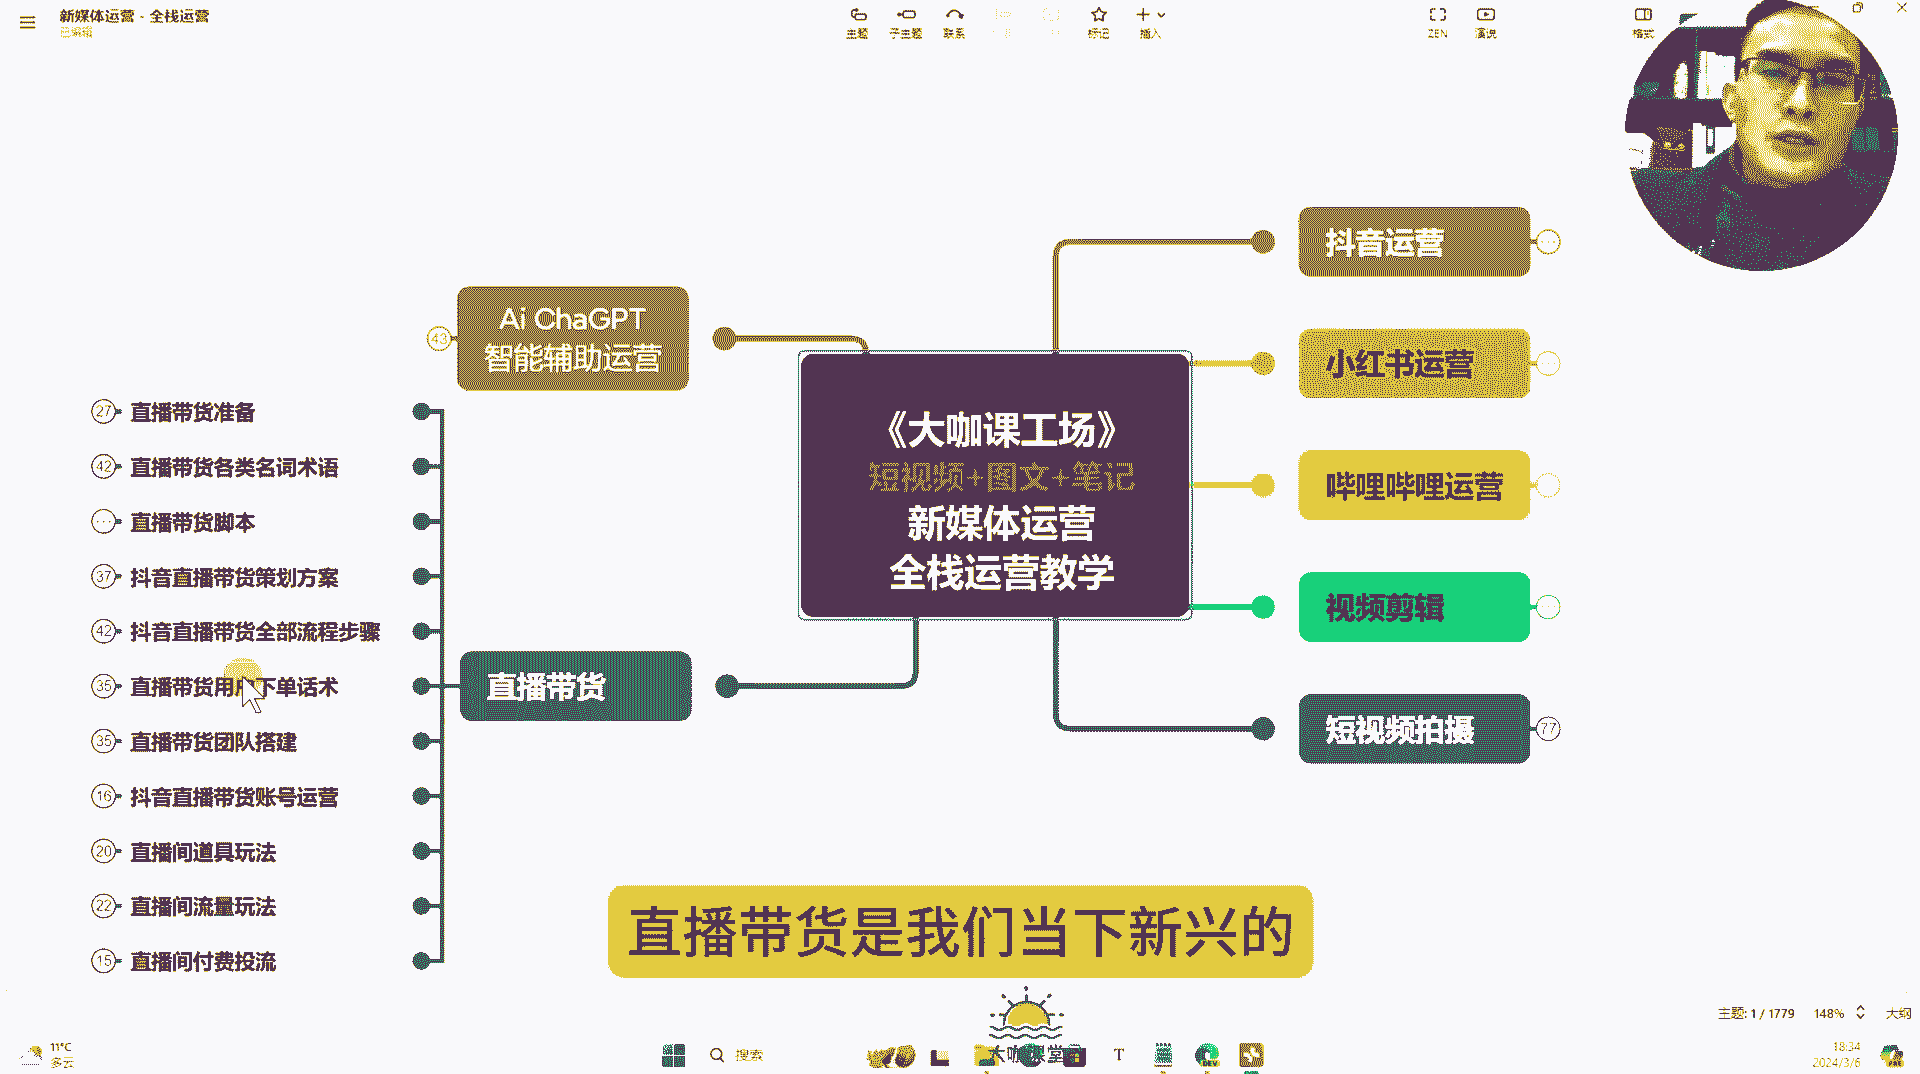 新媒体运营 - 全栈运营
已编辑
主题
子主题
联系
标记
插入
ZEN
演说
格式
Ai ChaGPT
智能辅助运营
43
《大咖课工场》
短视频+图文+笔记
新媒体运营
全栈运营教学
抖音运营
小红书运营
哔哩哔哩运营
视频剪辑
短视频拍摄
77
直播带货
27 直播带货准备
42 直播带货各类名词术语
直播带货脚本
37 抖音直播带货策划方案
42 抖音直播带货全部流程步骤
35 直播带货用户下单话术
35 直播带货团队搭建
16 抖音直播带货账号运营
20 直播间道具玩法
22 直播间流量玩法
15 直播间付费投流
直播带货是我们当下新兴的
主题: 1 / 1779
148%
大纲
11°C
多云
搜索
大咖课堂
T
DEV
18:34
2024/3/6
PRE